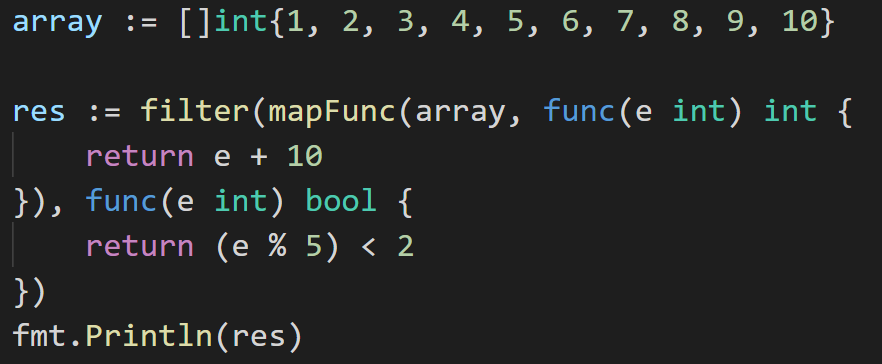 array := []int{1, 2, 3, 4, 5, 6, 7, 8, 9, 10}

res := filter(mapFunc(array, func(e int) int {
    return e + 10
}), func(e int) bool {
    return (e % 5) < 2
})
fmt.Println(res)